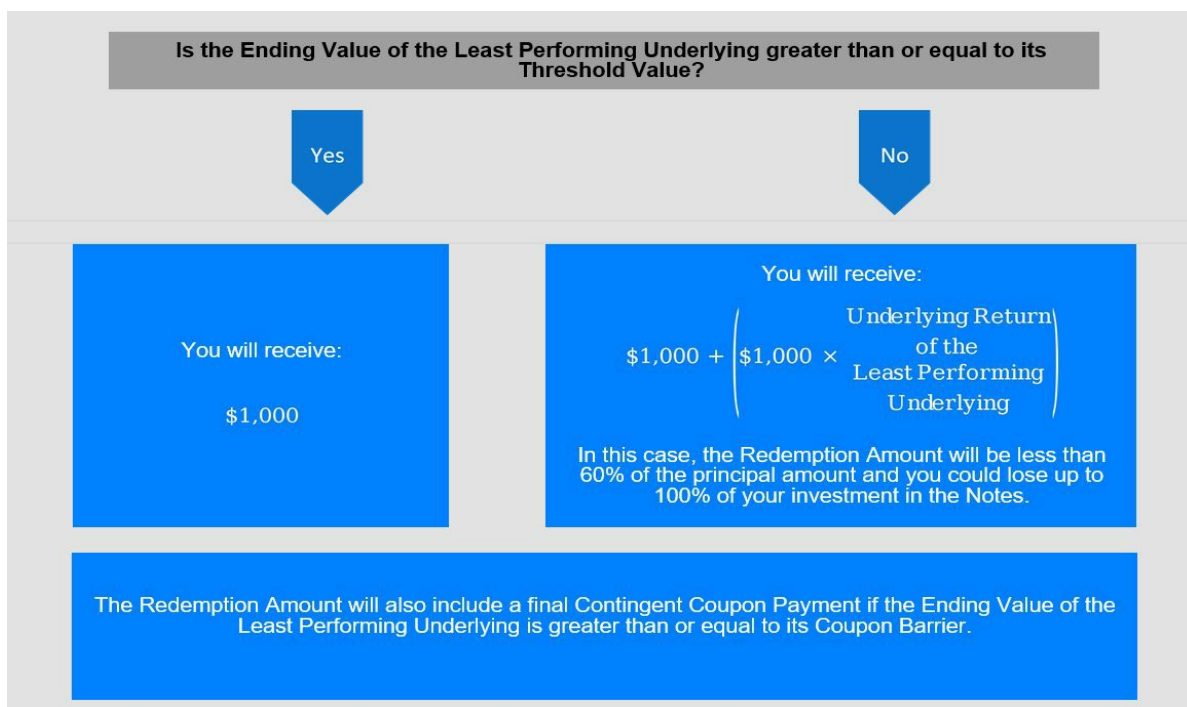 Is the Ending Value of the Least Performing Underlying greater than or equal to its
Threshold Value?
Yes
No
You will receive:
$1,000
You will receive:
$1,000 + ($1,000 × Underlying Return
of the
Least Performing
Underlying)
In this case, the Redemption Amount will be less than
60% of the principal amount and you could lose up to
100% of your investment in the Notes.
The Redemption Amount will also include a final Contingent Coupon Payment if the Ending Value of the
Least Performing Underlying is greater than or equal to its Coupon Barrier.